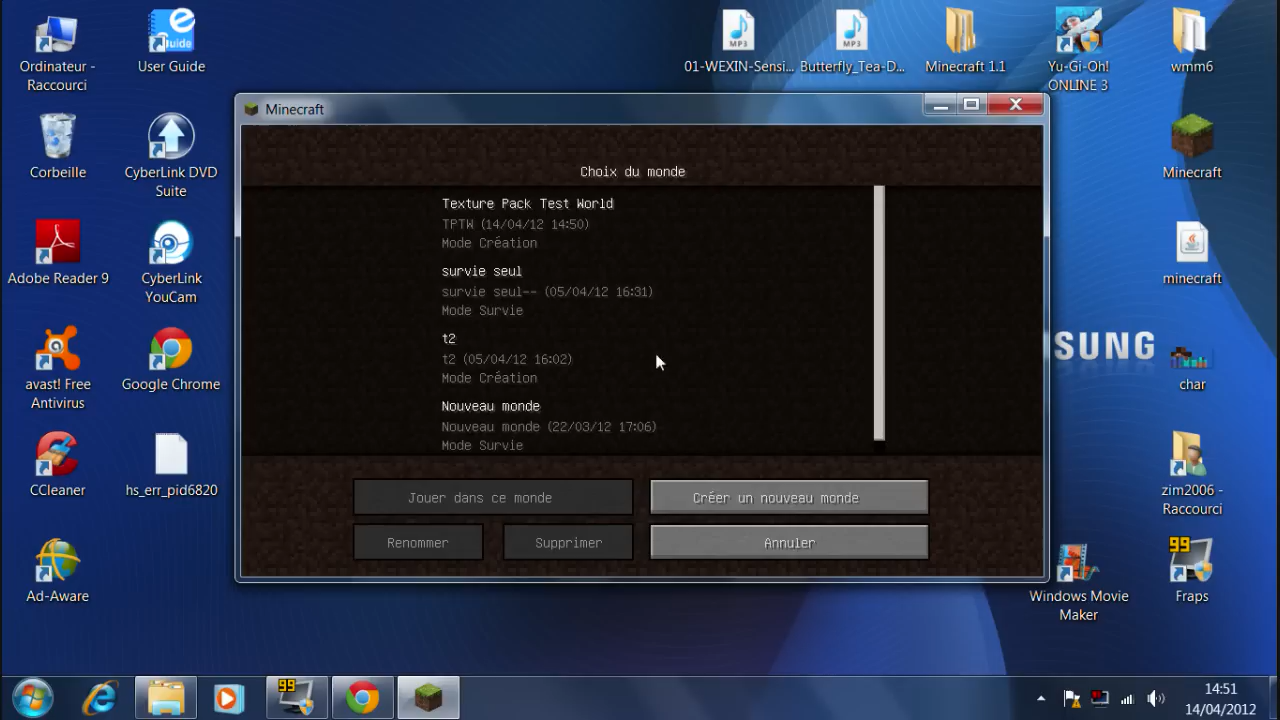 Ordinateur -
Raccourci
User Guide
Guide
MP3
01-WEXIN-Sensi...
MP3
Butterfly_Tea-D...
Minecraft 1.1
Yu-Gi-Oh!
ONLINE 3
wmm6
Corbeille
CyberLink DVD
Suite
Minecraft
Adobe Reader 9
CyberLink
YouCam
minecraft
avast! Free
Antivirus
Google Chrome
SUNG
char
CCleaner
hs_err_pid6820
zim2006 -
Raccourci
Ad-Aware
Windows Movie
Maker
99
Fraps
Minecraft
Choix du monde
Texture Pack Test World
TPTW (14/04/12 14:50)
Mode Création
survie seul
survie seul-- (05/04/12 16:31)
Mode Survie
t2
t2 (05/04/12 16:02)
Mode Création
Nouveau monde
Nouveau monde (22/03/12 17:06)
Mode Survie
Jouer dans ce monde
Créer un nouveau monde
Renommer
Supprimer
Annuler
99
14:51
14/04/2012